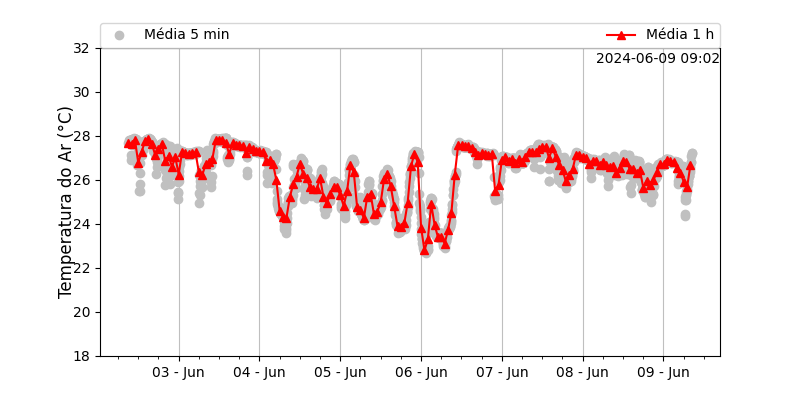 Média 5 min
Média 1 h
2024-06-09 09:02
Temperatura do Ar (°C)
32
30
28
26
24
22
20
18
03 - Jun
04 - Jun
05 - Jun
06 - Jun
07 - Jun
08 - Jun
09 - Jun